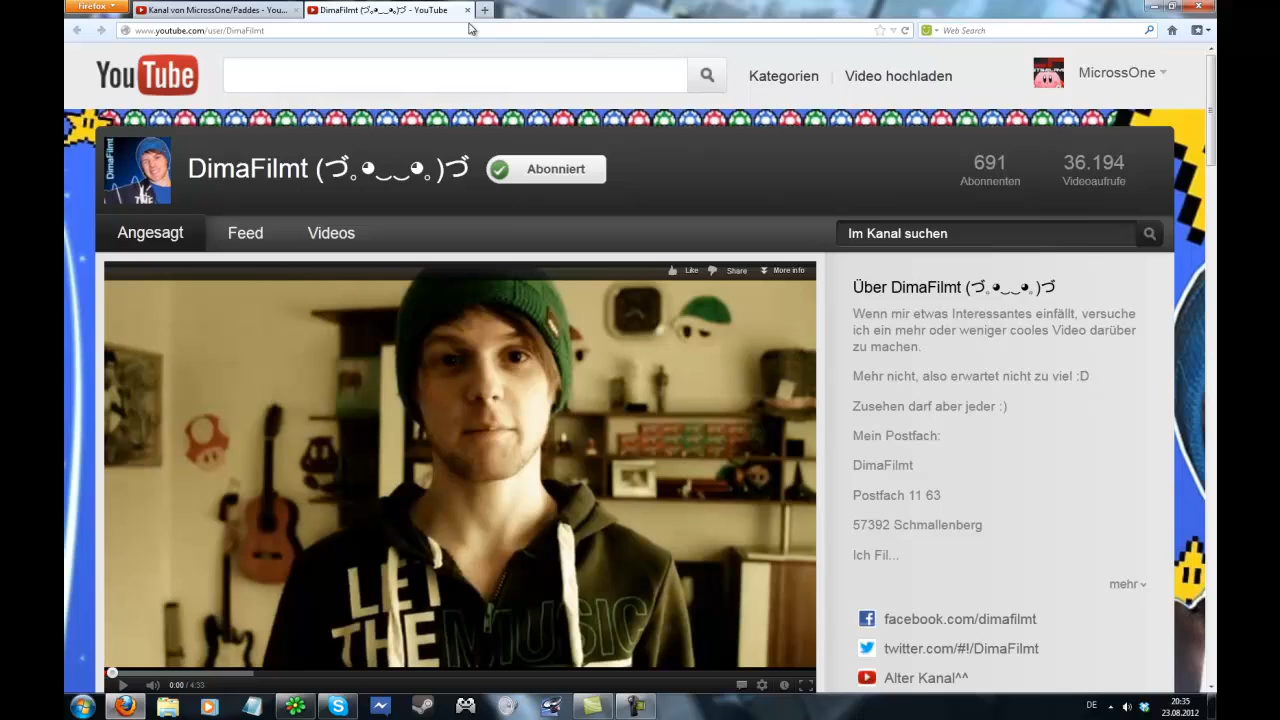 Firefox
Kanal von MicrossOne/Paddes - You...
DimaFilmt (づ｡◕‿‿◕｡)づ - YouTube
www.youtube.com/user/DimaFilmt
Web Search
YouTube
Kategorien
Video hochladen
MicrossOne
DimaFilmt
DimaFilmt (づ｡◕‿‿◕｡)づ
Abonniert
691
Abonnenten
36.194
Videoaufrufe
Angesagt
Feed
Videos
Im Kanal suchen
Like
Share
More info
LET
THE MUSIC
0:00 / 4:33
Über DimaFilmt (づ｡◕‿‿◕｡)づ
Wenn mir etwas Interessantes einfällt, versuche
ich ein mehr oder weniger cooles Video darüber
zu machen.
Mehr nicht, also erwartet nicht zu viel :D
Zusehen darf aber jeder :)
Mein Postfach:
DimaFilmt
Postfach 11 63
57392 Schmallenberg
Ich Fil...
mehr
facebook.com/dimafilmt
twitter.com/#!/DimaFilmt
Alter Kanal^^
DE
20:35
23.08.2012